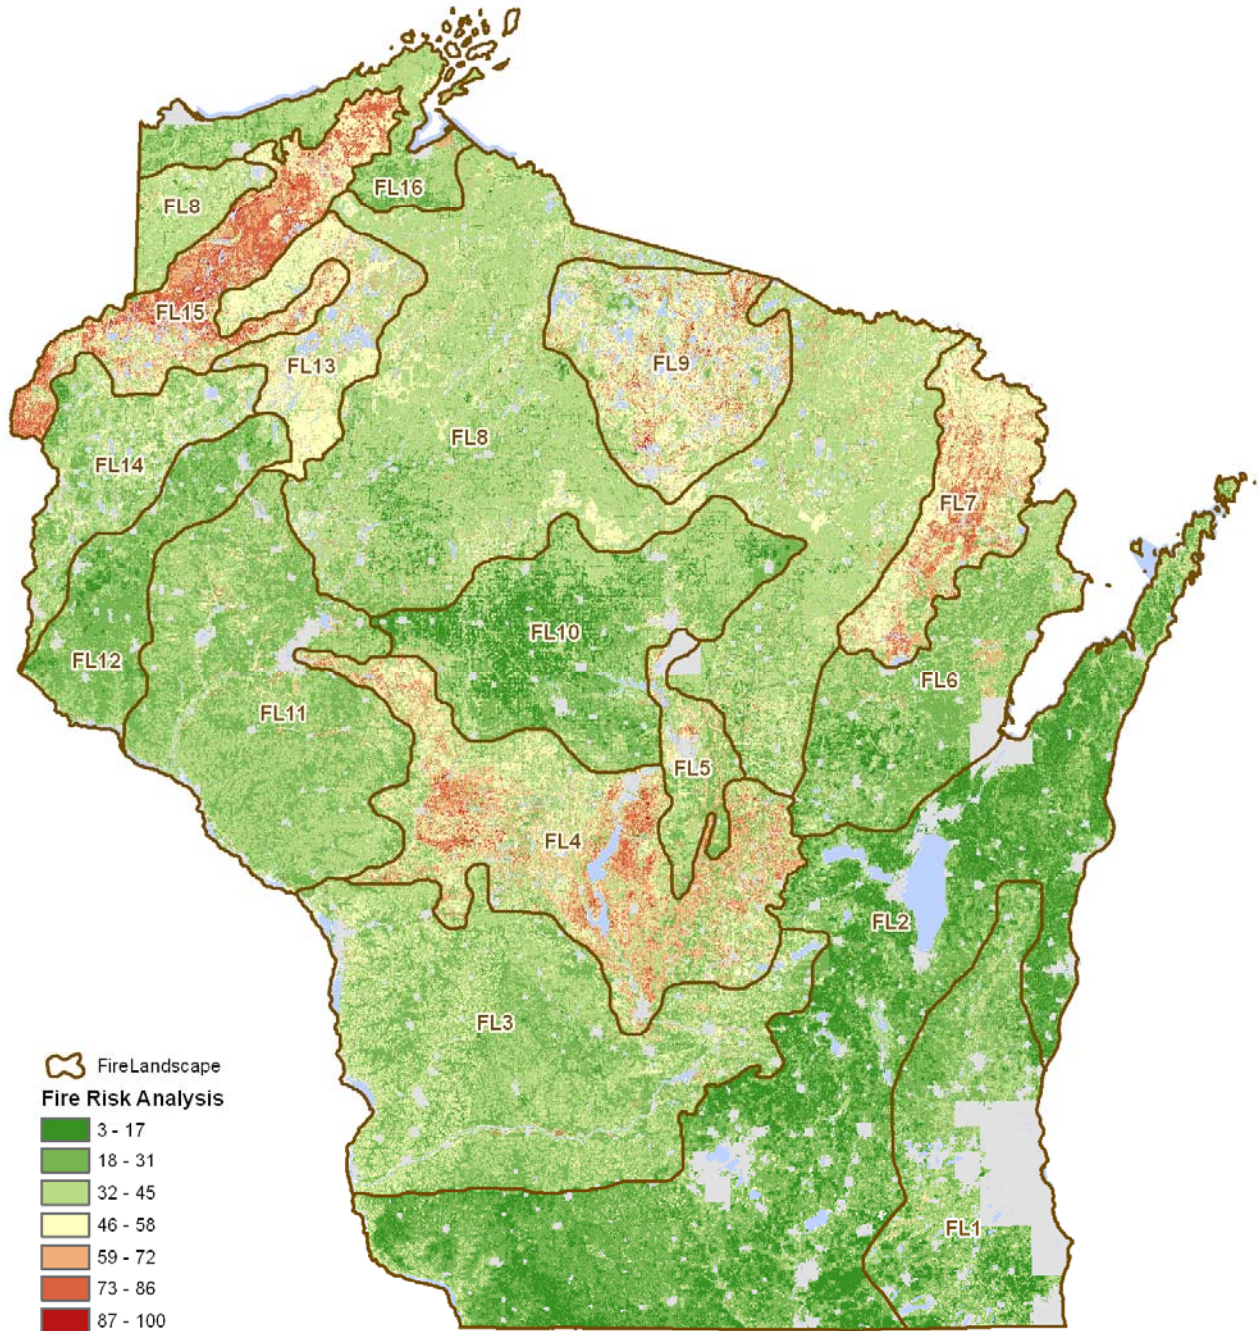 FL8
FL16
FL15
FL13
FL9
FL8
FL14
FL7
FL10
FL12
FL6
FL11
FL5
FL4
FL2
FL3
FL1
FireLandscape
Fire Risk Analysis
3 - 17
18 - 31
32 - 45
46 - 58
59 - 72
73 - 86
87 - 100